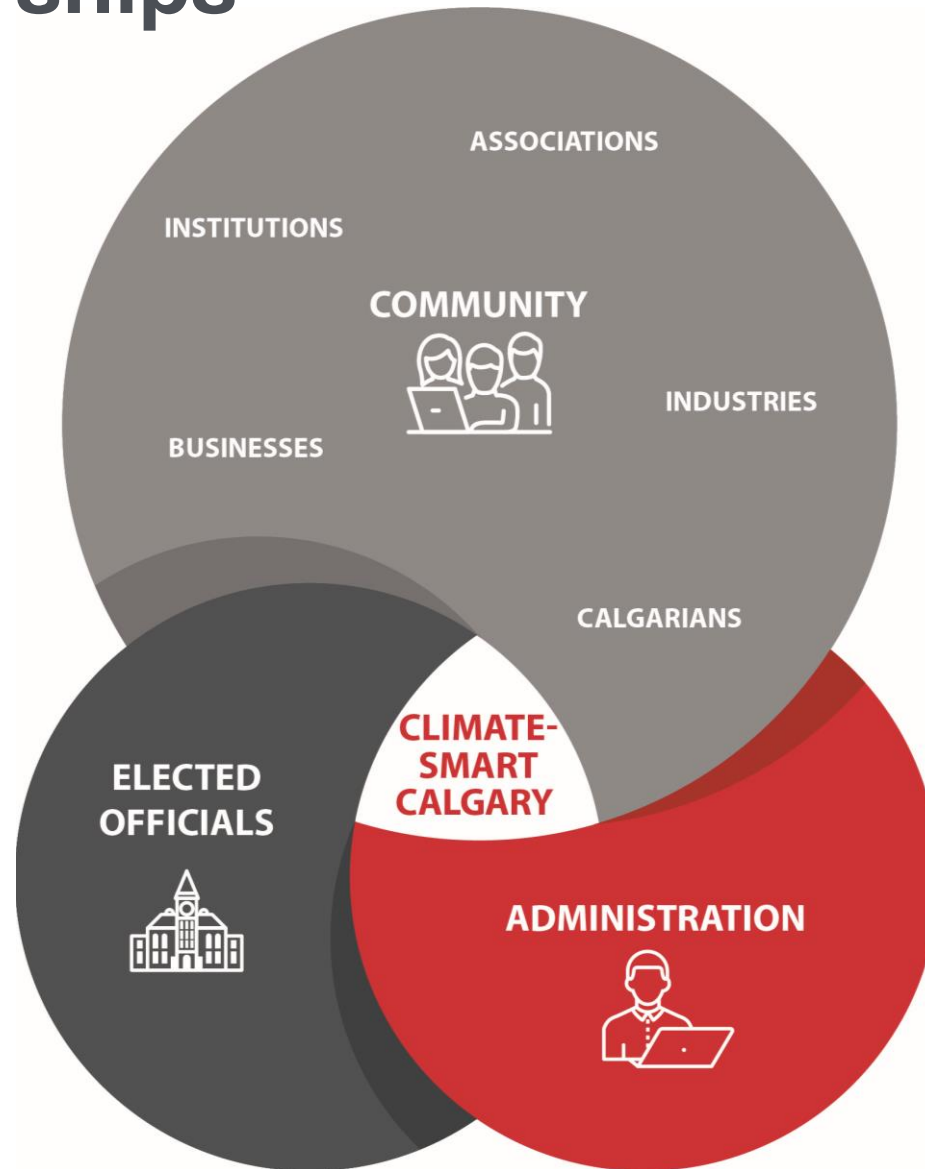 ships
ASSOCIATIONS
INSTITUTIONS
COMMUNITY
INDUSTRIES
BUSINESSES
CALGARIANS
CLIMATE-
SMART
CALGARY
ELECTED
OFFICIALS
ADMINISTRATION